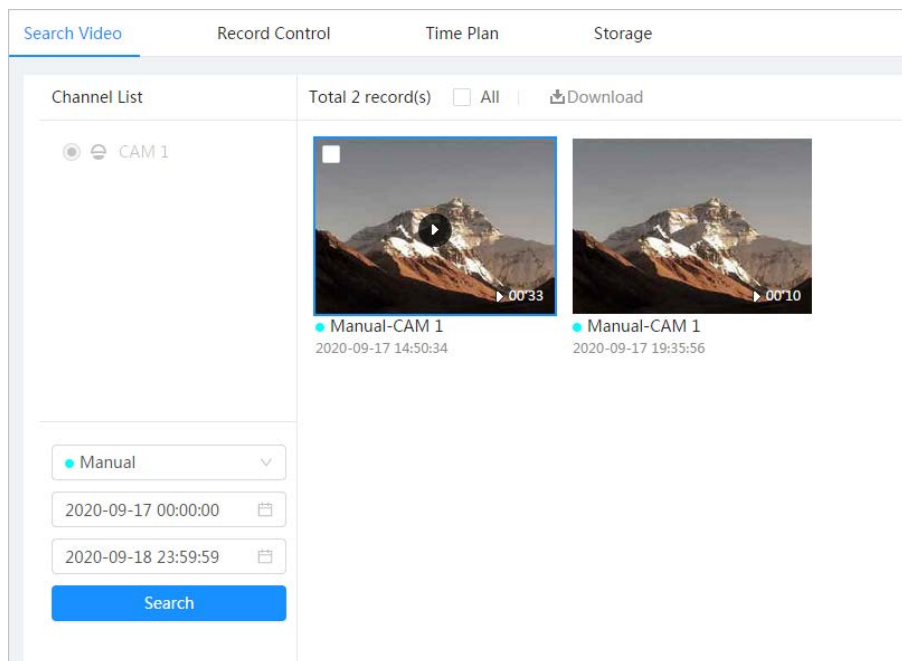 Search Video Record Control Time Plan Storage
Channel List
Total 2 record(s) All Download
CAM 1
00'33
00'10
Manual-CAM 1
2020-09-17 14:50:34
Manual-CAM 1
2020-09-17 19:35:56
Manual
2020-09-17 00:00:00
2020-09-18 23:59:59
Search